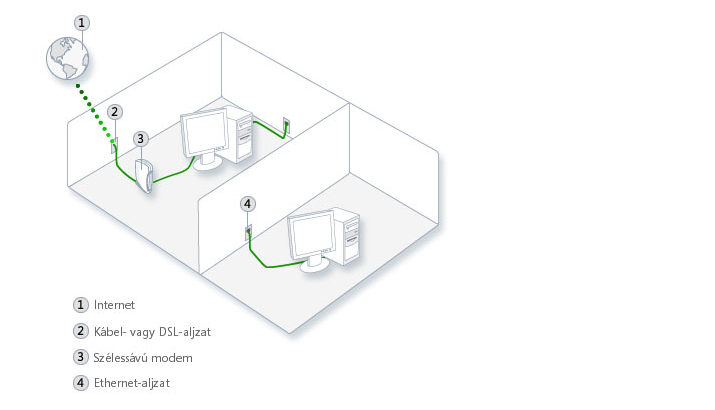 1
2
3
4
1 Internet
2 Kábel- vagy DSL-aljzat
3 Szélessávú modem
4 Ethernet-aljzat